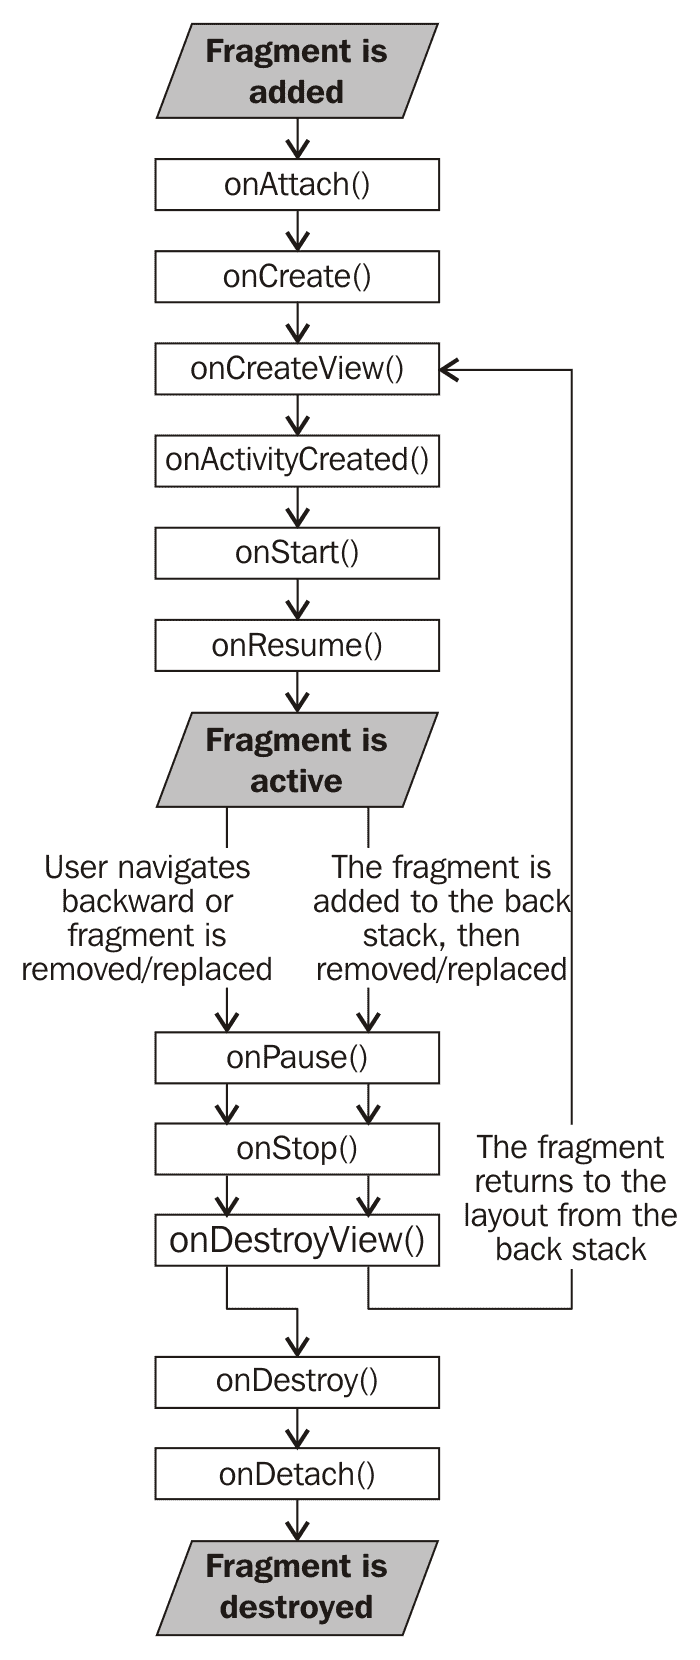 Fragment is
added
onAttach()
onCreate()
onCreateView()
onActivityCreated()
onStart()
onResume()
Fragment is
active
User navigates
backward or
fragment is
removed/replaced
The fragment is
added to the back
stack, then
removed/replaced
onPause()
onStop()
onDestroyView()
The fragment
returns to the
layout from the
back stack
onDestroy()
onDetach()
Fragment is
destroyed